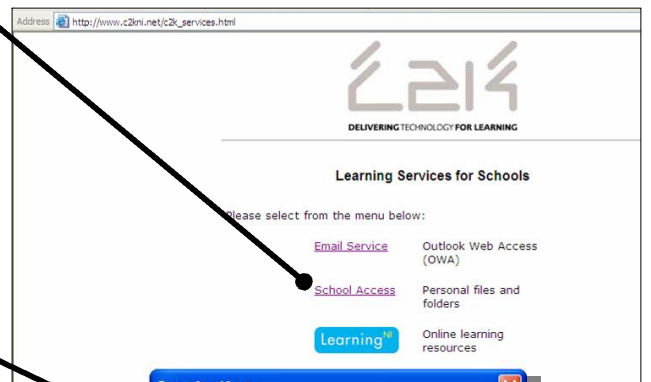 Address http://www.c2kni.net/c2k_services.html
c2k
DELIVERING TECHNOLOGY FOR LEARNING
Learning Services for Schools
Please select from the menu below:
Email Service Outlook Web Access
(OWA)
School Access Personal files and
folders
LearningNI Online learning
resources